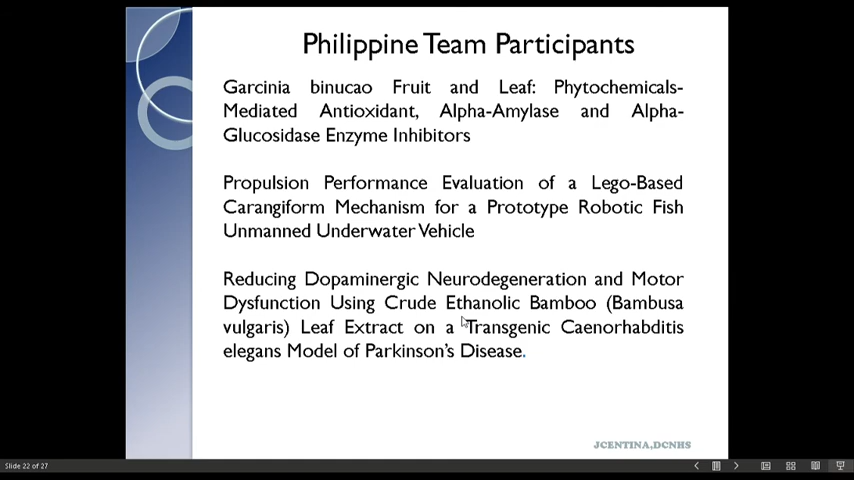 Philippine Team Participants
Garcinia binucao Fruit and Leaf: Phytochemicals-
Mediated Antioxidant, Alpha-Amylase and Alpha-
Glucosidase Enzyme Inhibitors
Propulsion Performance Evaluation of a Lego-Based
Carangiform Mechanism for a Prototype Robotic Fish
Unmanned Underwater Vehicle
Reducing Dopaminergic Neurodegeneration and Motor
Dysfunction Using Crude Ethanolic Bamboo (Bambusa
vulgaris) Leaf Extract on a Transgenic Caenorhabditis
elegans Model of Parkinson's Disease.
JCENTINA,DCNHS
Slide 22 of 27